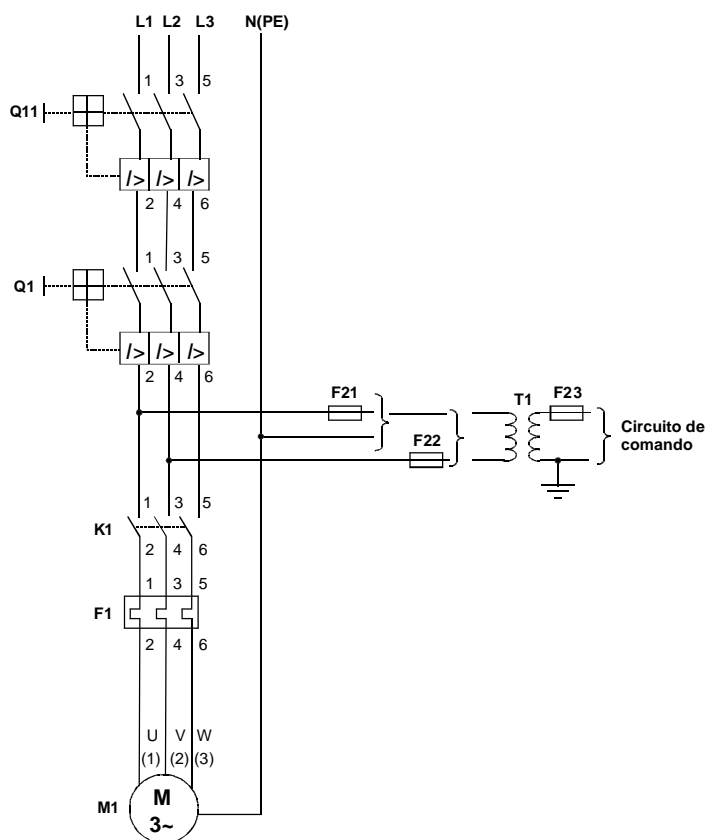 L1 L2 L3 N(PE)
1 3 5
Q11
I> I> I>
2 4 6
1 3 5
Q1
I> I> I>
2 4 6
F21
T1
F23
F22
Circuito de
comando
1 3 5
K1
2 4 6
1 3 5
F1
2 4 6
U V W
(1) (2) (3)
M1
M
3~